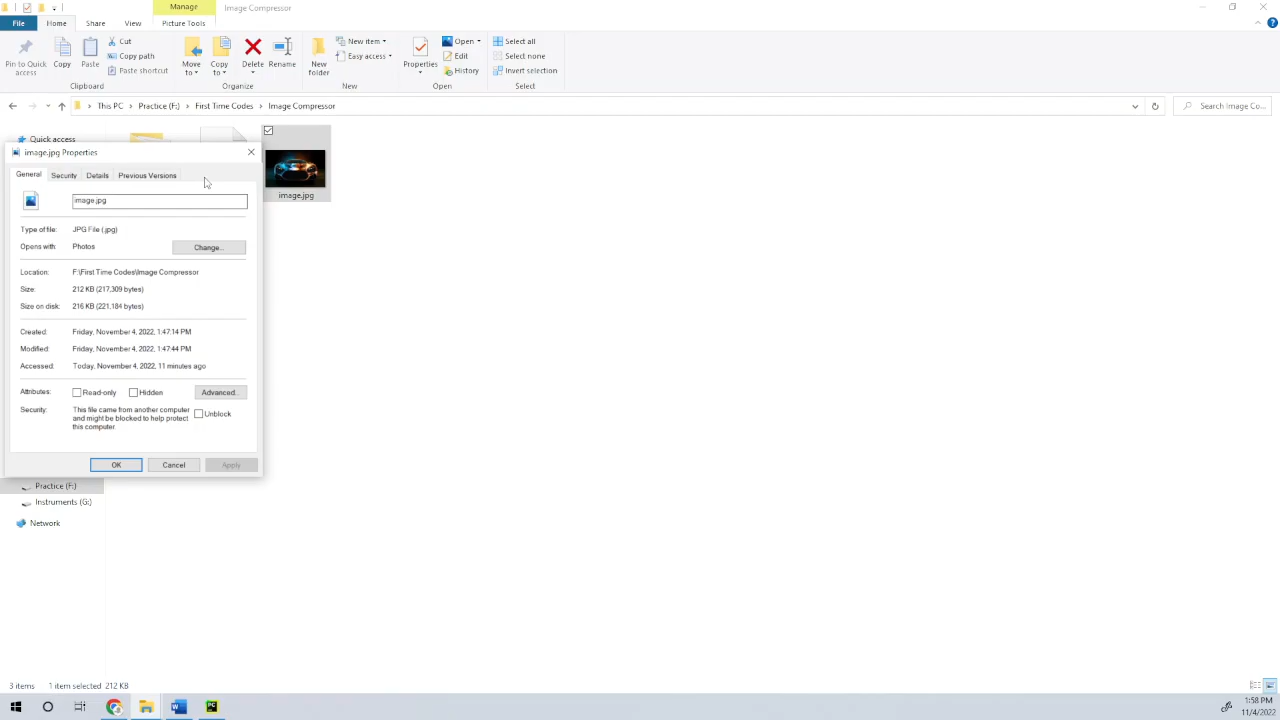 Manage
Image Compressor
File
Home
Share
View
Picture Tools
Pin to Quick access
Copy
Paste
Cut
Copy path
Paste shortcut
Clipboard
Move to
Copy to
Delete
Rename
Organize
New folder
New item
Easy access
New
Properties
Open
Edit
History
Open
Select all
Select none
Invert selection
Select
This PC > Practice (F:) > First Time Codes > Image Compressor
Search Image Co...
Quick access
image.jpg
image.jpg Properties
General
Security
Details
Previous Versions
image.jpg
Type of file: JPG File (.jpg)
Opens with: Photos
Change...
Location: F:\First Time Codes\Image Compressor
Size: 212 KB (217,309 bytes)
Size on disk: 216 KB (221,184 bytes)
Created: Friday, November 4, 2022, 1:47:14 PM
Modified: Friday, November 4, 2022, 1:47:44 PM
Accessed: Today, November 4, 2022, 11 minutes ago
Attributes: Read-only Hidden Advanced...
Security: This file came from another computer
and might be blocked to help protect
this computer.
Unblock
OK
Cancel
Apply
Practice (F:)
Instruments (G:)
Network
3 items
1 item selected 212 KB
PC
1:58 PM
11/4/2022